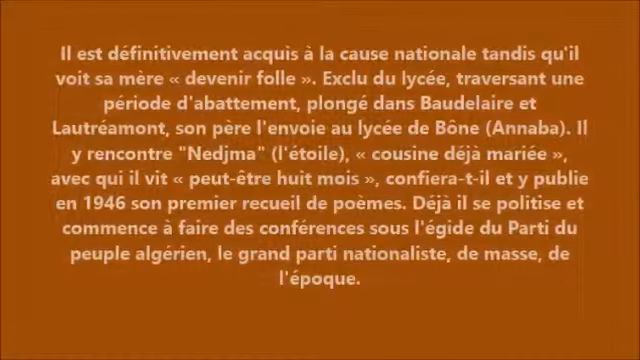 Il est définitivement acquis à la cause nationale tandis qu'il
voit sa mère « devenir folle ». Exclu du lycée, traversant une
période d'abattement, plongé dans Baudelaire et
Lautréamont, son père l'envoie au lycée de Bône (Annaba). Il
y rencontre "Nedjma" (l'étoile), « cousine déjà mariée »,
avec qui il vit « peut-être huit mois », confiera-t-il et y publie
en 1946 son premier recueil de poèmes. Déjà il se politise et
commence à faire des conférences sous l'égide du Parti du
peuple algérien, le grand parti nationaliste, de masse, de
l'époque.